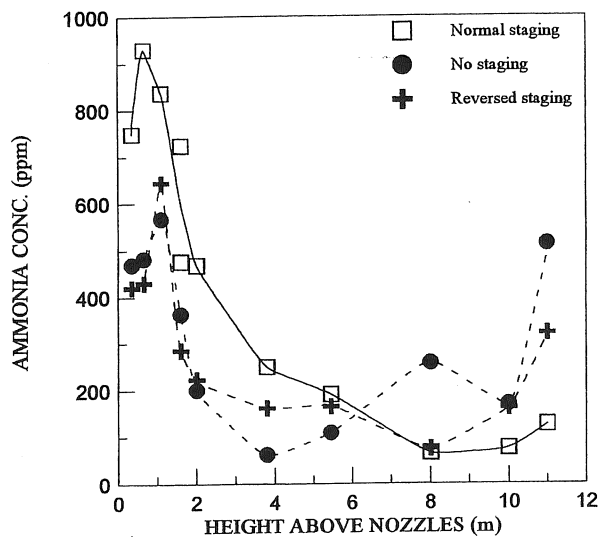 1000
800
600
400
200
0
AMMONIA CONC. (ppm)
Normal staging
No staging
Reversed staging
0 2 4 6 8 10 12
HEIGHT ABOVE NOZZLES (m)